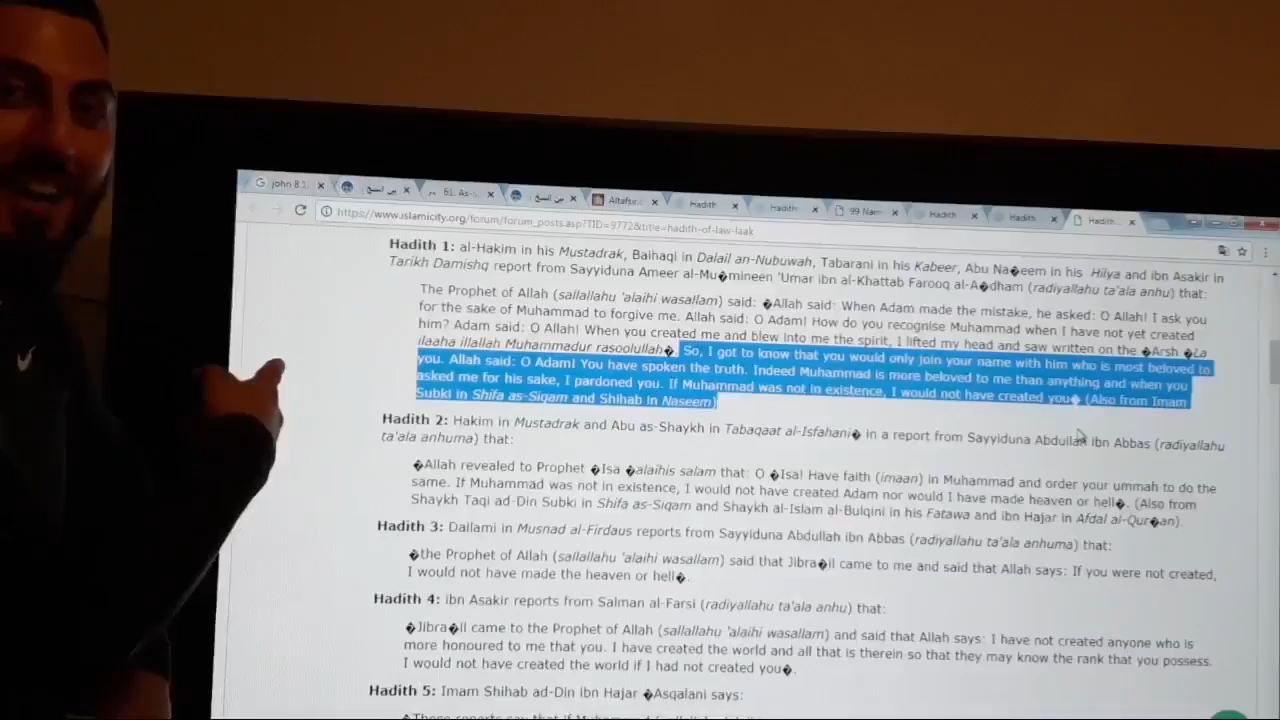 john 8:1
61. As-s
Altafsir.c
Hadith
Hadith
99 Nam
Hadith
Hadith
Hadith
https://www.islamicity.org/forum/forum_posts.asp?TID=9772&title=hadith-of-law-laak
Hadith 1: al-Hakim in his Mustadrak, Baihaqi in Dalail an-Nubuwah, Tabarani in his Kabeer, Abu Na�eem in his Hilya and ibn Asakir in
Tarikh Damishq report from Sayyiduna Ameer al-Mu�mineen 'Umar ibn al-Khattab Farooq al-A�dham (radiyallahu ta'ala anhu) that:
The Prophet of Allah (sallallahu 'alaihi wasallam) said: �Allah said: When Adam made the mistake, he asked: O Allah! I ask you
for the sake of Muhammad to forgive me. Allah said: O Adam! How do you recognise Muhammad when I have not yet created
him? Adam said: O Allah! When you created me and blew into me the spirit, I lifted my head and saw written on the �Arsh �La
ilaaha illallah Muhammadur rasoolullah�. So, I got to know that you would only join your name with him who is most beloved to
you. Allah said: O Adam! You have spoken the truth. Indeed Muhammad is more beloved to me than anything and when you
asked me for his sake, I pardoned you. If Muhammad was not in existence, I would not have created you� (Also from Imam
Subki in Shifa as-Siqam and Shihab in Naseem)
Hadith 2: Hakim in Mustadrak and Abu as-Shaykh in Tabaqaat al-Isfahani� in a report from Sayyiduna Abdullah ibn Abbas (radiyallahu
ta'ala anhuma) that:
�Allah revealed to Prophet �Isa �alaihis salam that: O �Isa! Have faith (imaan) in Muhammad and order your ummah to do the
same. If Muhammad was not in existence, I would not have created Adam nor would I have made heaven or hell�. (Also from
Shaykh Taqi ad-Din Subki in Shifa as-Siqam and Shaykh al-Islam al-Bulqini in his Fatawa and ibn Hajar in Afdal al-Qur�an).
Hadith 3: Dailami in Musnad al-Firdaus reports from Sayyiduna Abdullah ibn Abbas (radiyallahu ta'ala anhuma) that:
�the Prophet of Allah (sallallahu 'alaihi wasallam) said that Jibra�il came to me and said that Allah says: If you were not created,
I would not have made the heaven or hell�.
Hadith 4: ibn Asakir reports from Salman al-Farsi (radiyallahu ta'ala anhu) that:
�Jibra�il came to the Prophet of Allah (sallallahu 'alaihi wasallam) and said that Allah says: I have not created anyone who is
more honoured to me that you. I have created the world and all that is therein so that they may know the rank that you possess.
I would not have created the world if I had not created you�.
Hadith 5: Imam Shihab ad-Din ibn Hajar �Asqalani says: